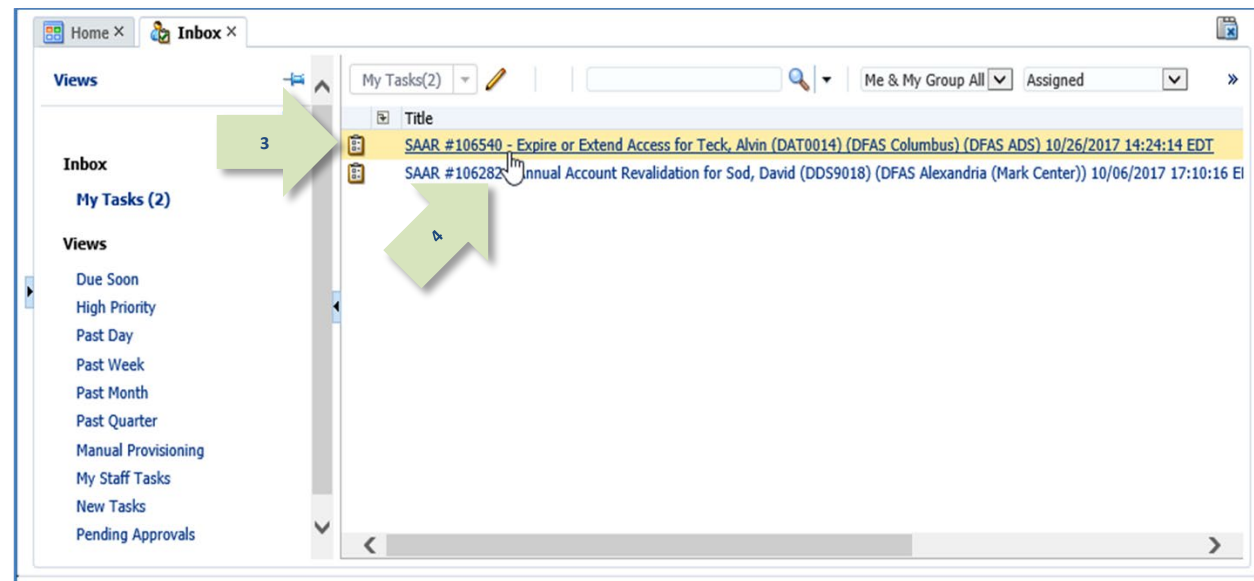 Home ×
Inbox ×
Views
My Tasks(2)
Me & My Group All
Assigned
»
Title
3
SAAR #106540 - Expire or Extend Access for Teck, Alvin (DAT0014) (DFAS Columbus) (DFAS ADS) 10/26/2017 14:24:14 EDT
SAAR #106282 Annual Account Revalidation for Sod, David (DDS9018) (DFAS Alexandria (Mark Center)) 10/06/2017 17:10:16
4
Inbox
My Tasks (2)
Views
Due Soon
High Priority
Past Day
Past Week
Past Month
Past Quarter
Manual Provisioning
My Staff Tasks
New Tasks
Pending Approvals